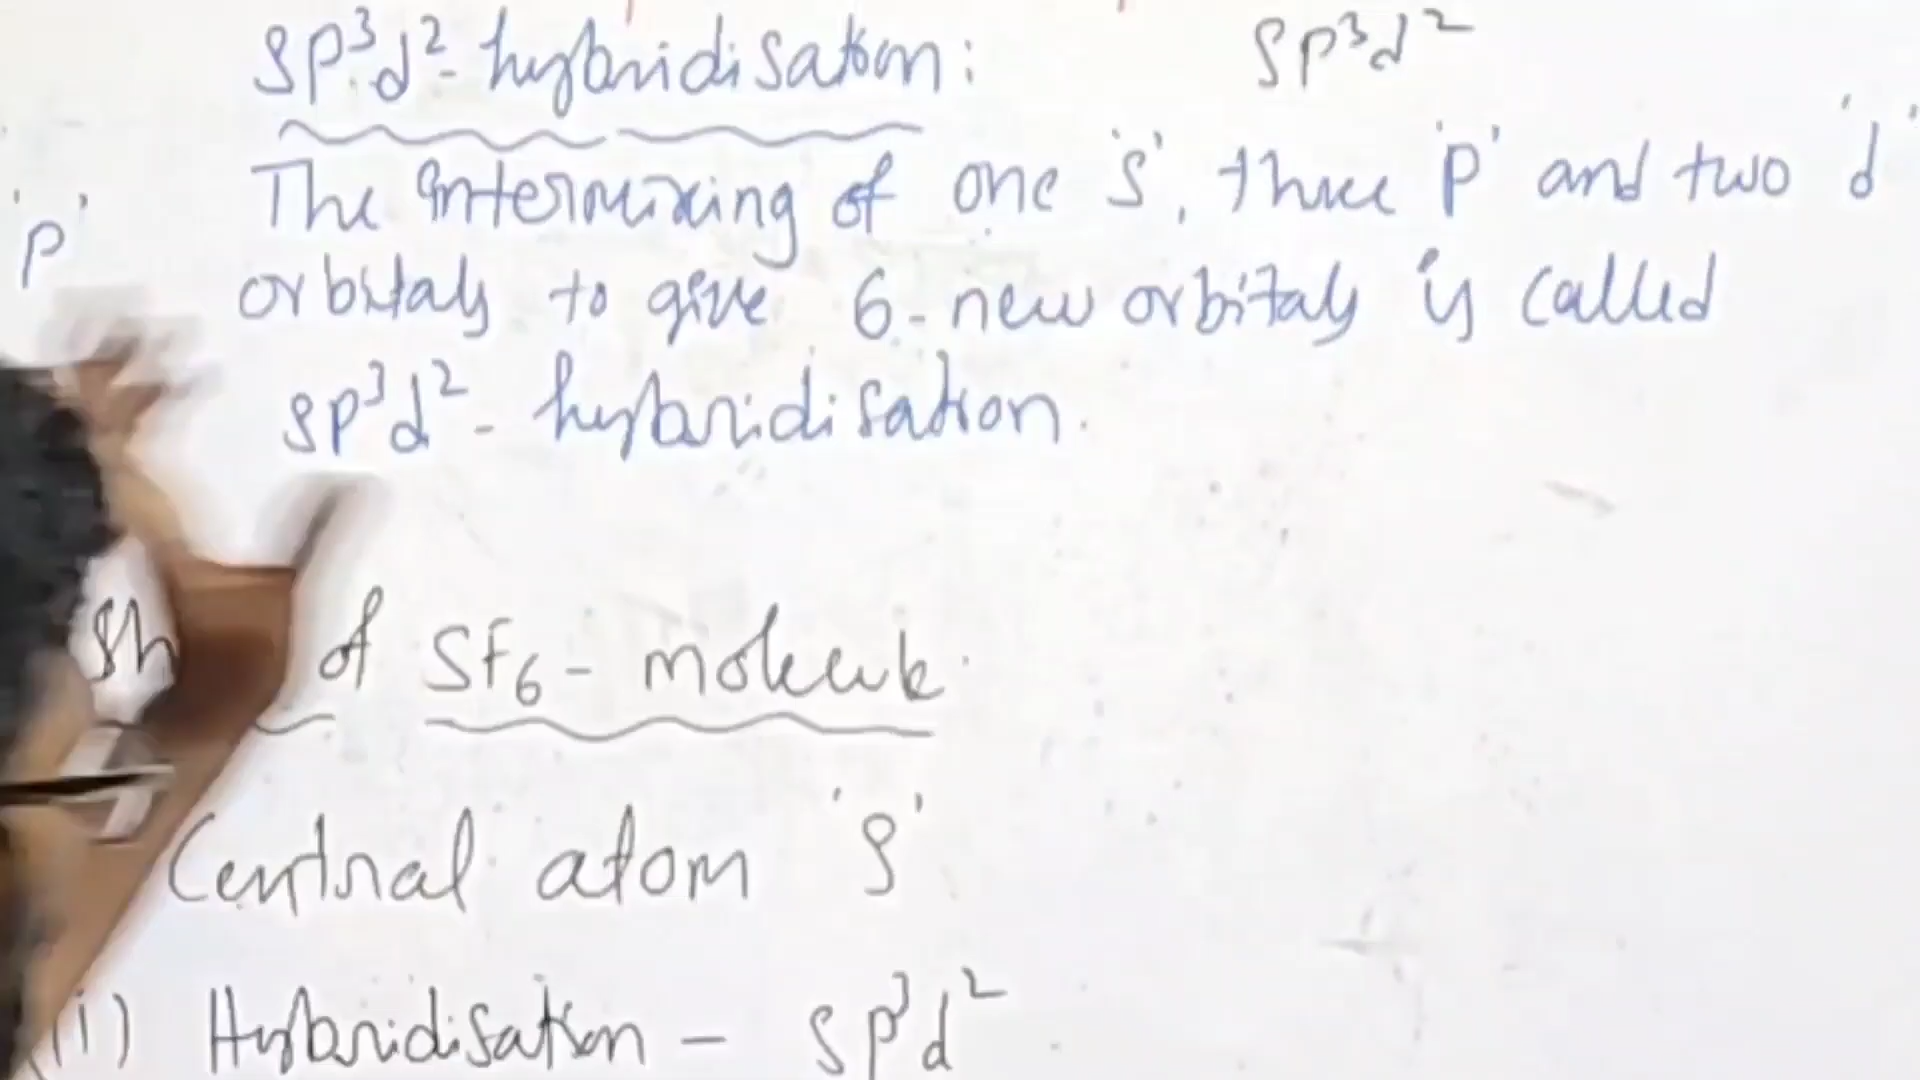 sp³d²-hybridisation: sp³d²
The intermixing of one 's', three 'p' and two 'd'
'p'
orbitals to give 6-new orbitals is called
sp³d²-hybridisation.
of SF₆-molecule
Central atom 'S'
(i) Hybridisation - sp³d²